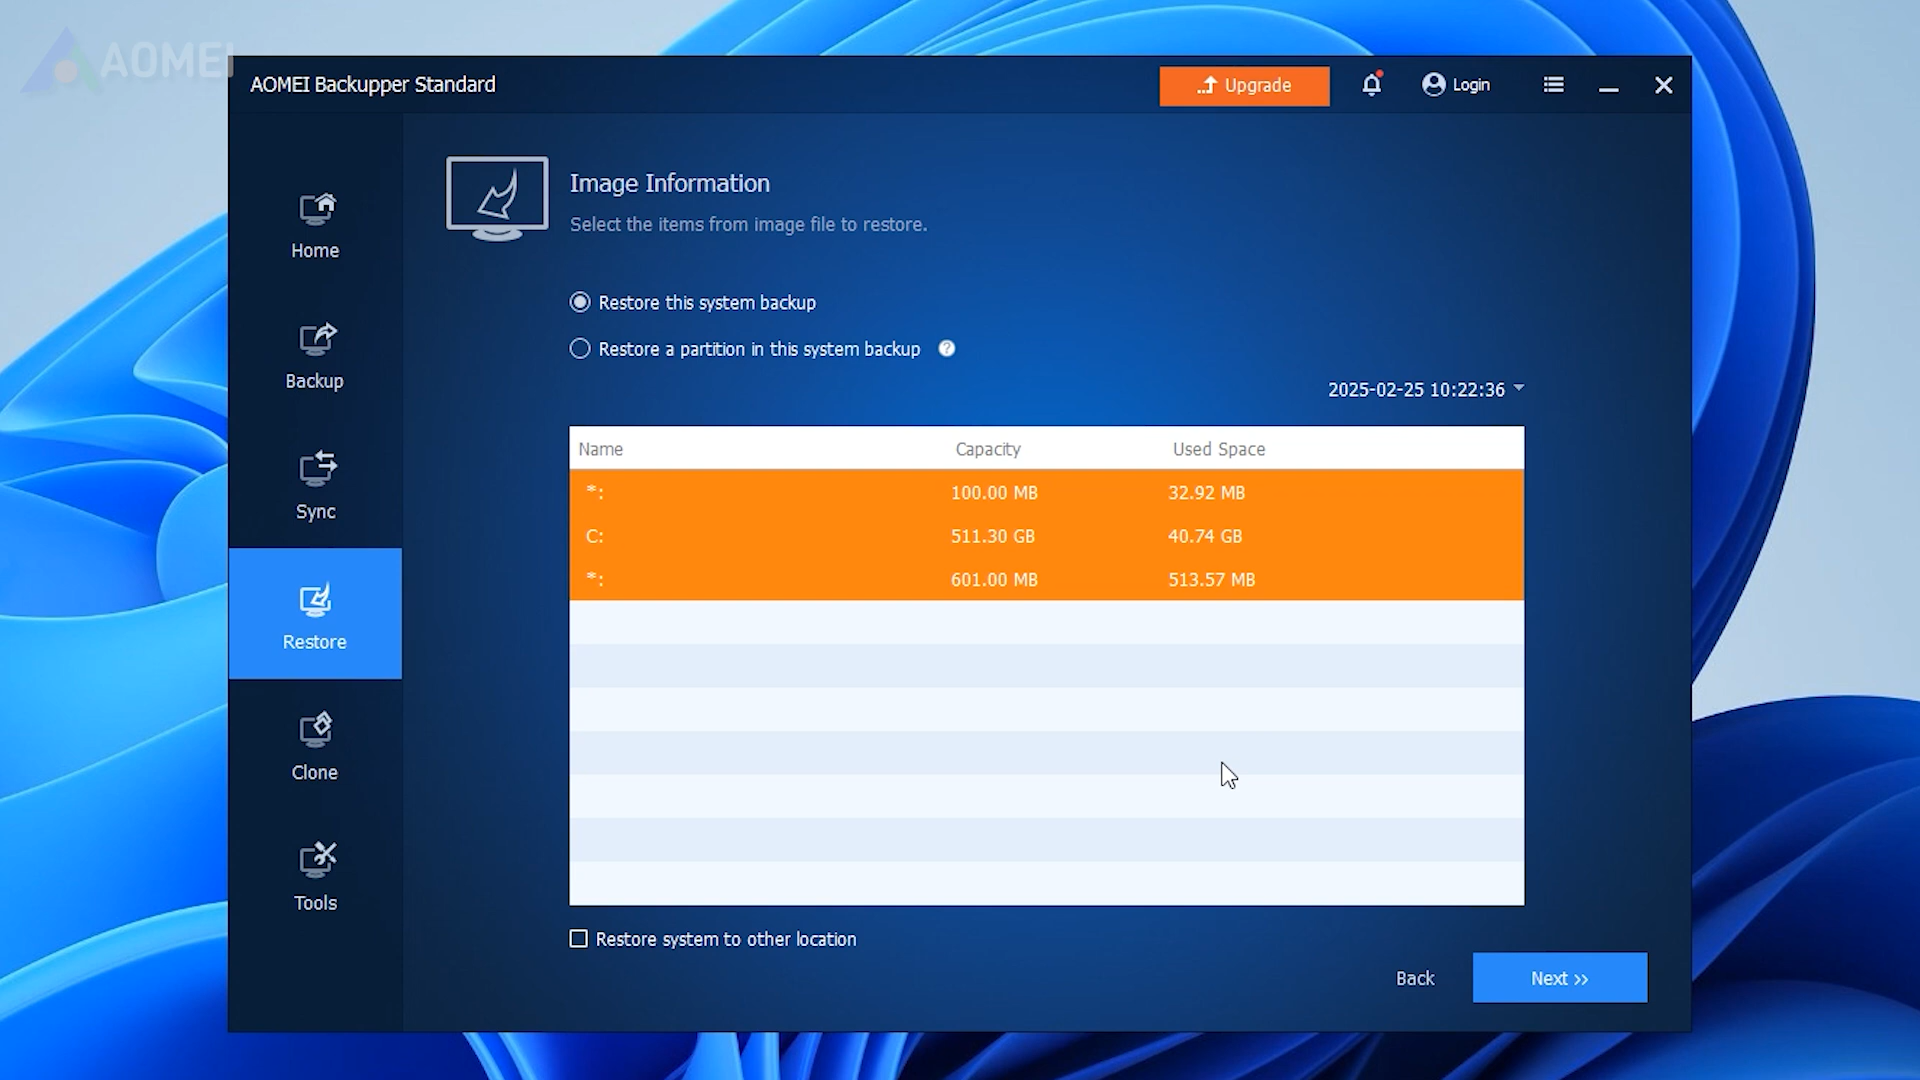 AOMEI
AOMEI Backupper Standard
Upgrade
Login
Home
Backup
Sync
Restore
Clone
Tools
Image Information
Select the items from image file to restore.
Restore this system backup
Restore a partition in this system backup ?
2025-02-25 10:22:36
Name Capacity Used Space
*: 100.00 MB 32.92 MB
C: 511.30 GB 40.74 GB
*: 601.00 MB 513.57 MB
Restore system to other location
Back Next >>